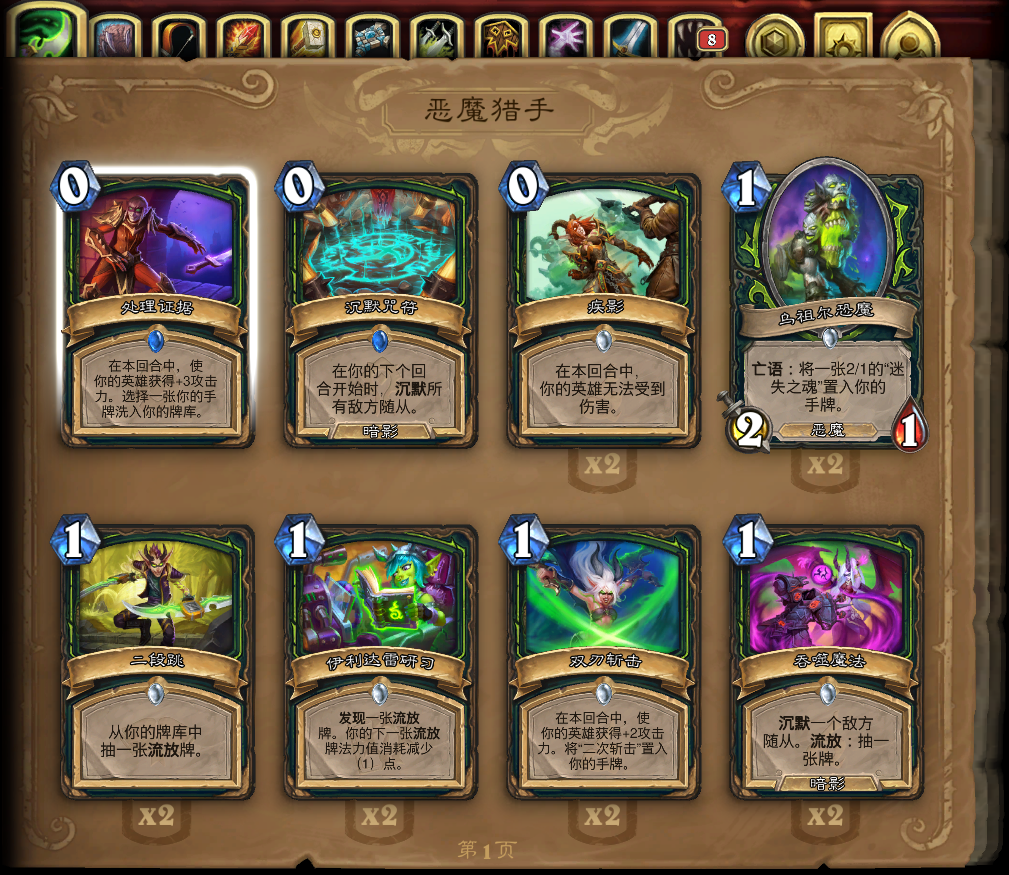 8
恶魔猎手
0
处理证据
在本回合中，使
你的英雄获得+3攻击
力。选择一张你的手
牌洗入你的牌库。
0
沉默咒符
在你的下个回
合开始时，沉默所
有敌方随从。
暗影
0
疾影
在本回合中，
你的英雄无法受到
伤害。
x2
1
乌祖尔恐魔
亡语：将一张2/1的“迷
失之魂”置入你的
手牌。
2
恶魔
1
x2
1
二段跳
从你的牌库中
抽一张流放牌。
x2
1
伊利达雷研习
发现一张流放
牌。你的下一张流放
牌法力值消耗减少
（1）点。
x2
1
双刃斩击
在本回合中，使
你的英雄获得+2攻击
力。将“二次斩击”置入
你的手牌。
x2
1
吞噬魔法
沉默一个敌方
随从。流放：抽一
张牌。
暗影
x2
第1页